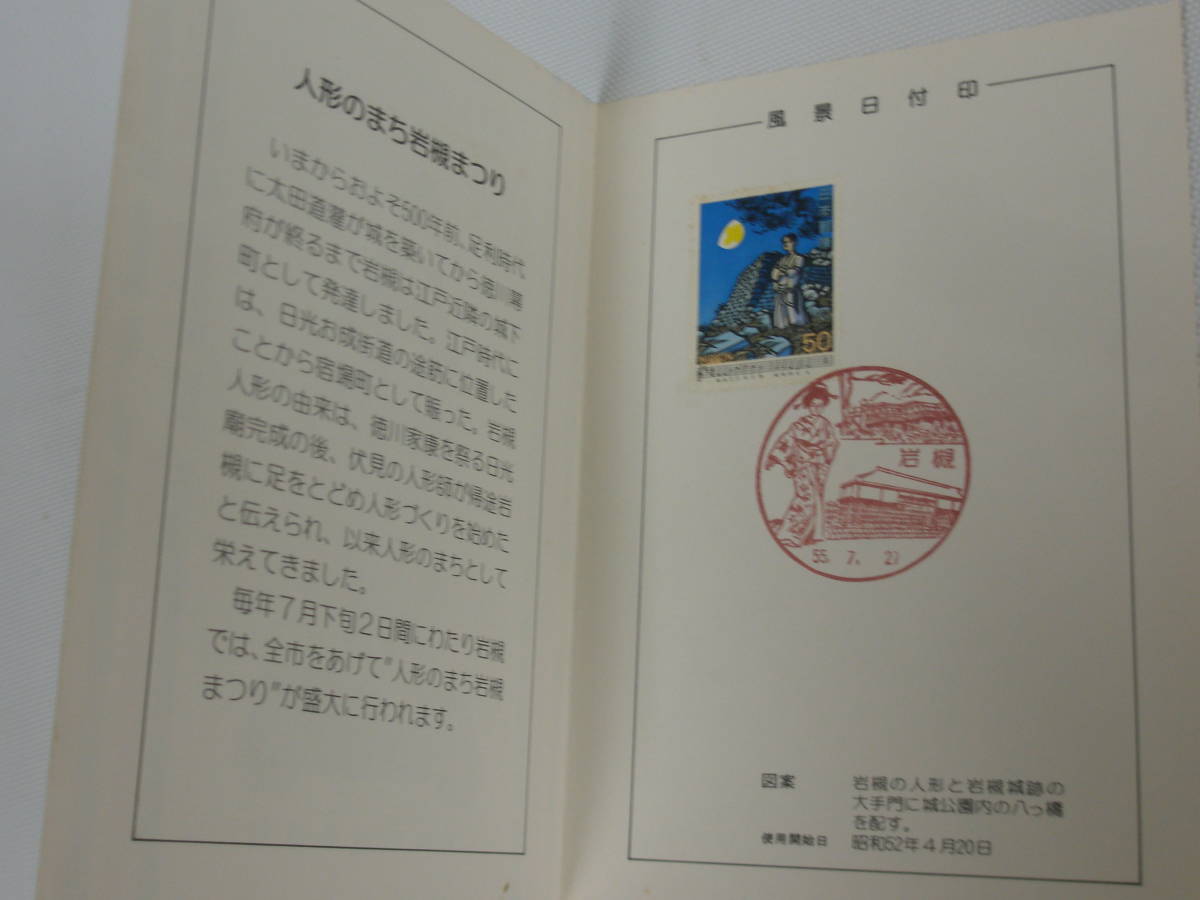 人形のまち岩槻まつり
いまからおよそ500年前、足利時代
に太田道灌が城を築いてから徳川幕
府が終るまで岩槻は江戸近隣の城下
町として発達しました。江戸時代に
は、日光お成街道の途筋に位置した
ことから宿場町として賑った。岩槻
人形の由来は、徳川家康を祭る日光
廟完成の後、伏見の人形師が帰途岩
槻に足をとどめ人形づくりを始めた
と伝えられ、以来人形のまちとして
栄えてきました。
毎年7月下旬2日間にわたり岩槻
では、全市をあげて"人形のまち岩槻
まつり"が盛大に行われます。
風景日付印
50
岩槻
55. 7.
図案 岩槻の人形と岩槻城跡の
大手門に城公園内の八っ橋
を配す。
使用開始日 昭和52年4月20日